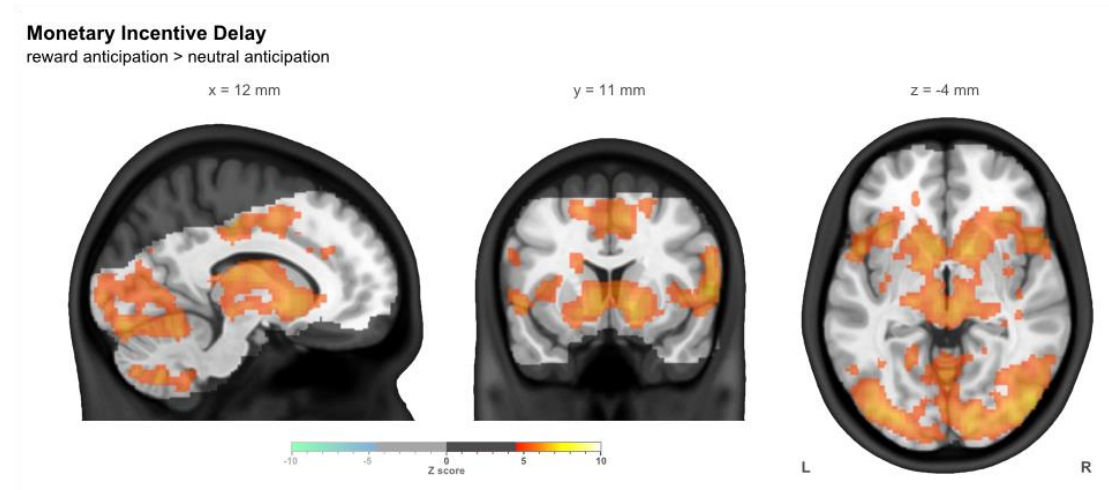 Monetary Incentive Delay
reward anticipation > neutral anticipation
x = 12 mm
y = 11 mm
z = -4 mm
-10 -5 0 5 10
Z score
L R